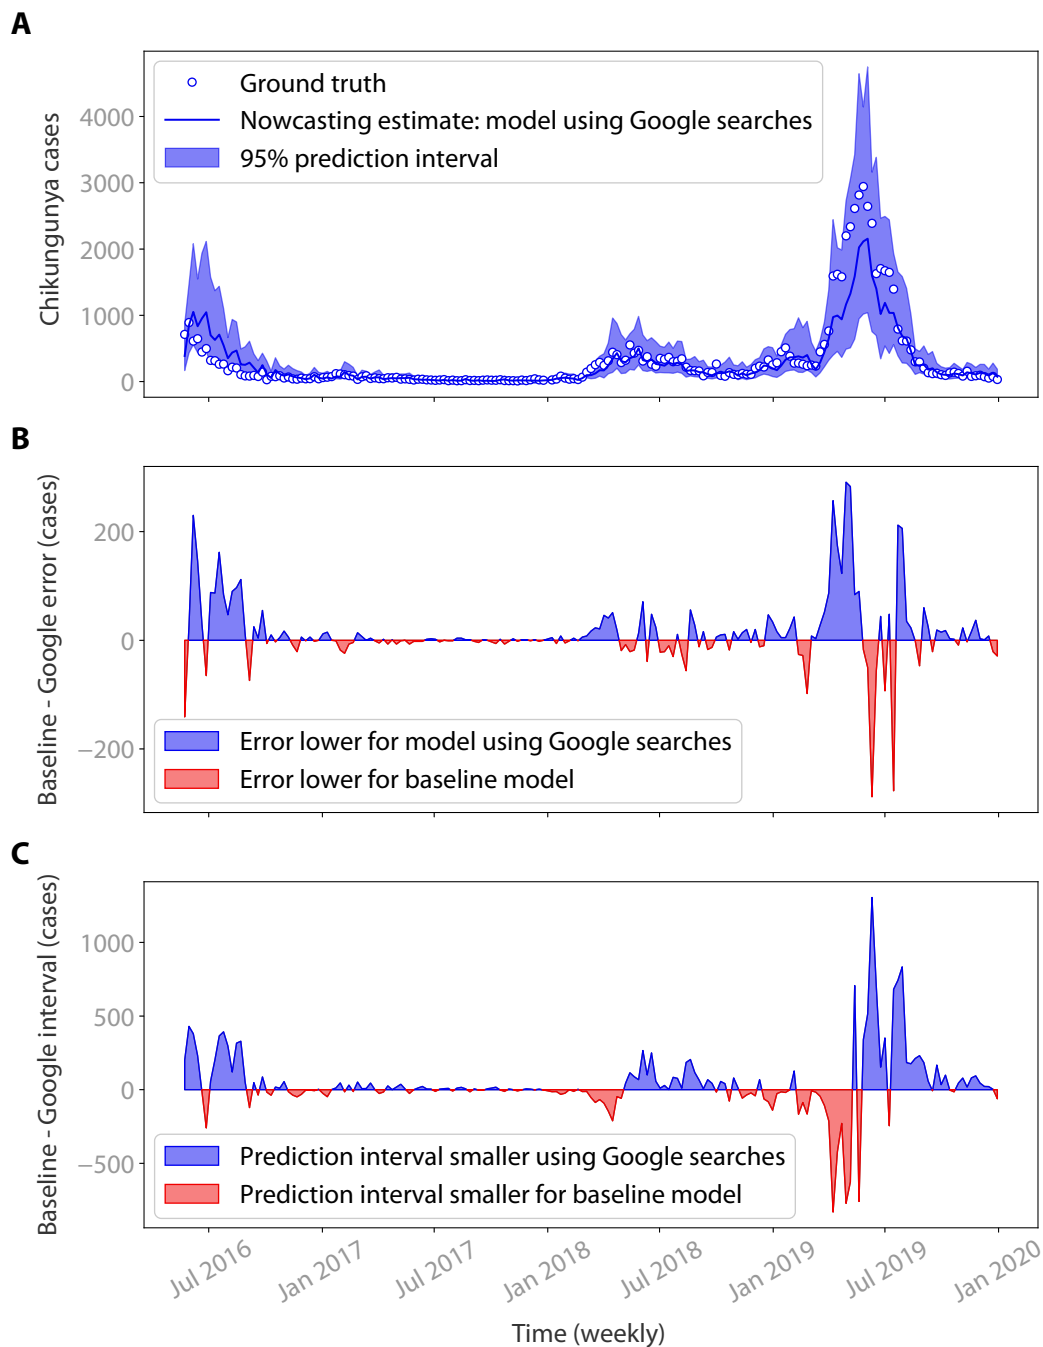 A
Chikungunya cases
4000
3000
2000
1000
0
Ground truth
Nowcasting estimate: model using Google searches
95% prediction interval
B
Baseline - Google error (cases)
200
0
−200
Error lower for model using Google searches
Error lower for baseline model
C
Baseline - Google interval (cases)
1000
500
0
−500
Prediction interval smaller using Google searches
Prediction interval smaller for baseline model
Jul 2016
Jan 2017
Jul 2017
Jan 2018
Jul 2018
Jan 2019
Jul 2019
Jan 2020
Time (weekly)